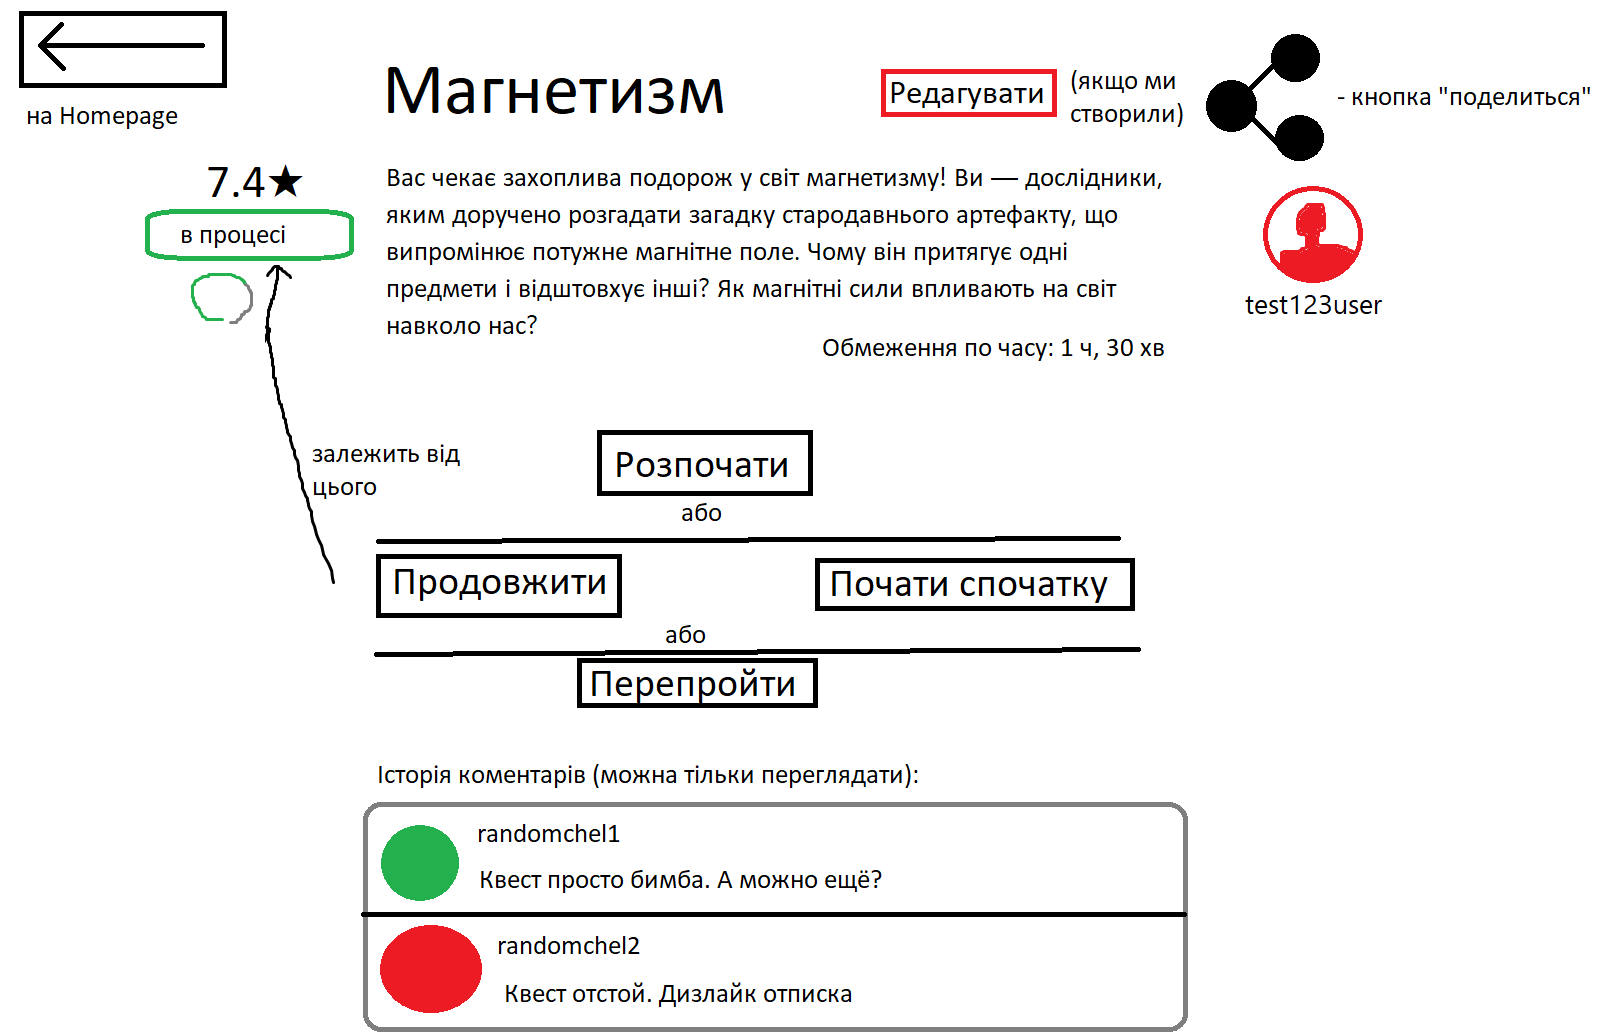 на Homepage
Магнетизм
Редагувати
(якщо ми
створили)
- кнопка "поделиться"
7.4★
в процесі
Вас чекає захоплива подорож у світ магнетизму! Ви — дослідники,
яким доручено розгадати загадку стародавнього артефакту, що
випромінює потужне магнітне поле. Чому він притягує одні
предмети і відштовхує інші? Як магнітні сили впливають на світ
навколо нас?
test123user
Обмеження по часу: 1 ч, 30 хв
залежить від
цього
Розпочати
або
Продовжити
Почати спочатку
або
Перепройти
Історія коментарів (можна тільки переглядати):
randomchel1
Квест просто бимба. А можно ещё?
randomchel2
Квест отстой. Дизлайк отписка